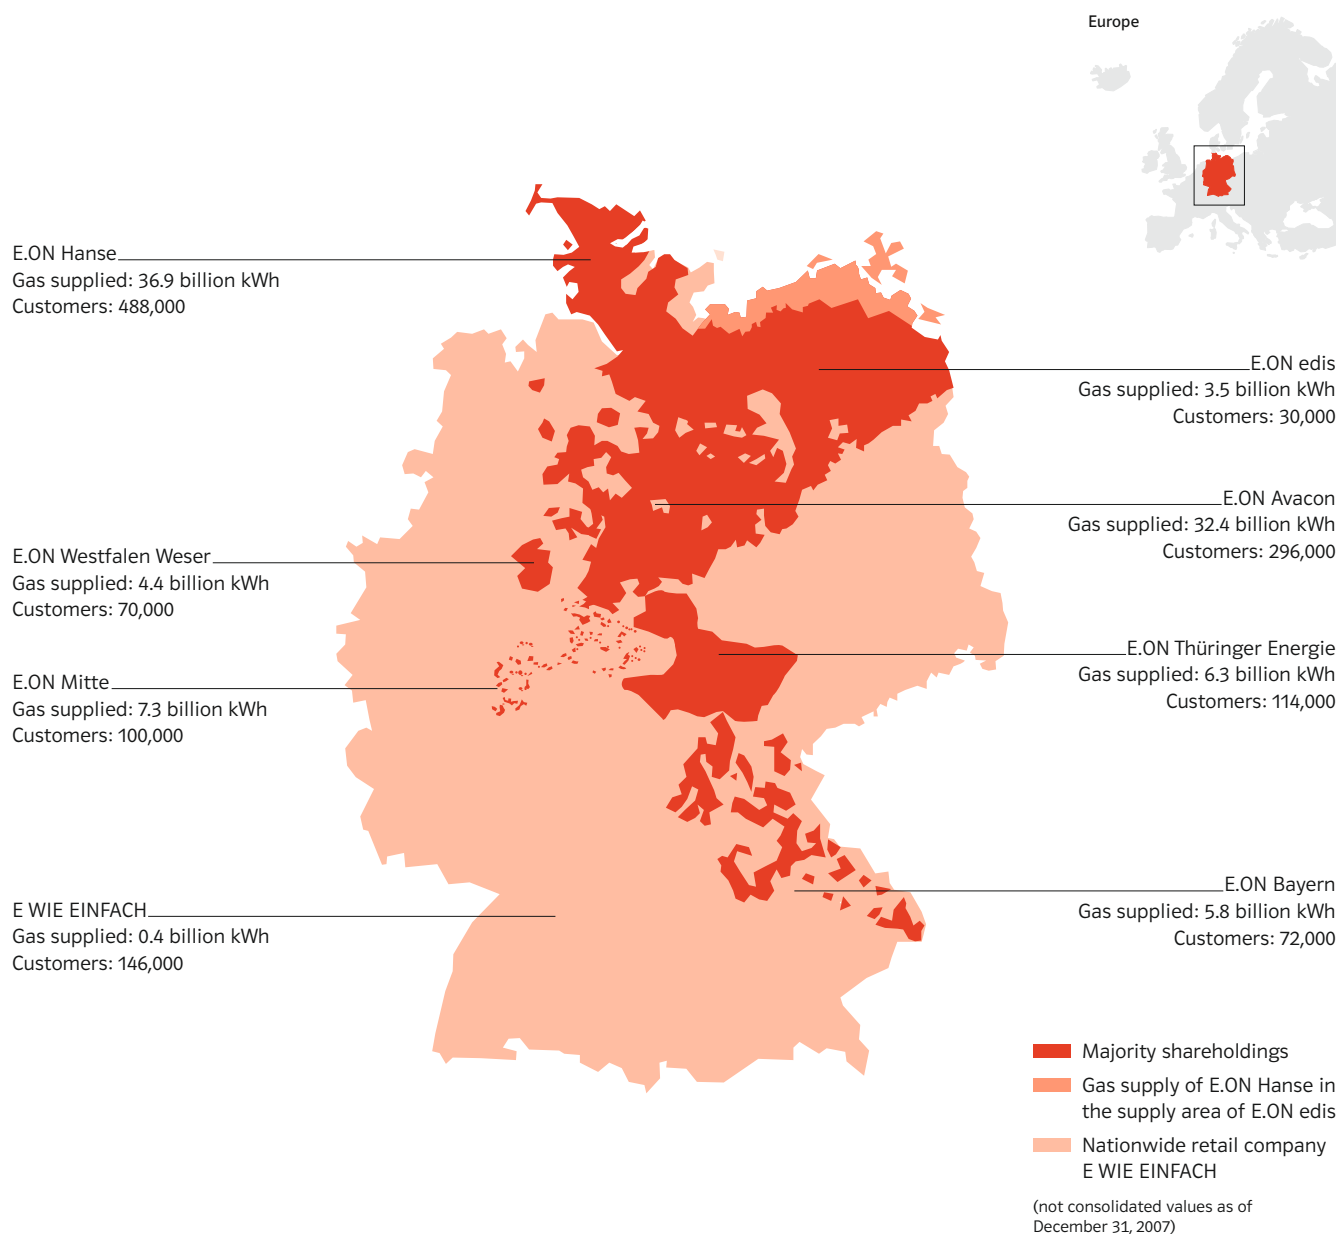 Europe
E.ON Hanse
Gas supplied: 36.9 billion kWh
Customers: 488,000
E.ON edis
Gas supplied: 3.5 billion kWh
Customers: 30,000
E.ON Avacon
Gas supplied: 32.4 billion kWh
Customers: 296,000
E.ON Westfalen Weser
Gas supplied: 4.4 billion kWh
Customers: 70,000
E.ON Thüringer Energie
Gas supplied: 6.3 billion kWh
Customers: 114,000
E.ON Mitte
Gas supplied: 7.3 billion kWh
Customers: 100,000
E.ON Bayern
Gas supplied: 5.8 billion kWh
Customers: 72,000
E WIE EINFACH
Gas supplied: 0.4 billion kWh
Customers: 146,000
Majority shareholdings
Gas supply of E.ON Hanse in
the supply area of E.ON edis
Nationwide retail company
E WIE EINFACH
(not consolidated values as of
December 31, 2007)